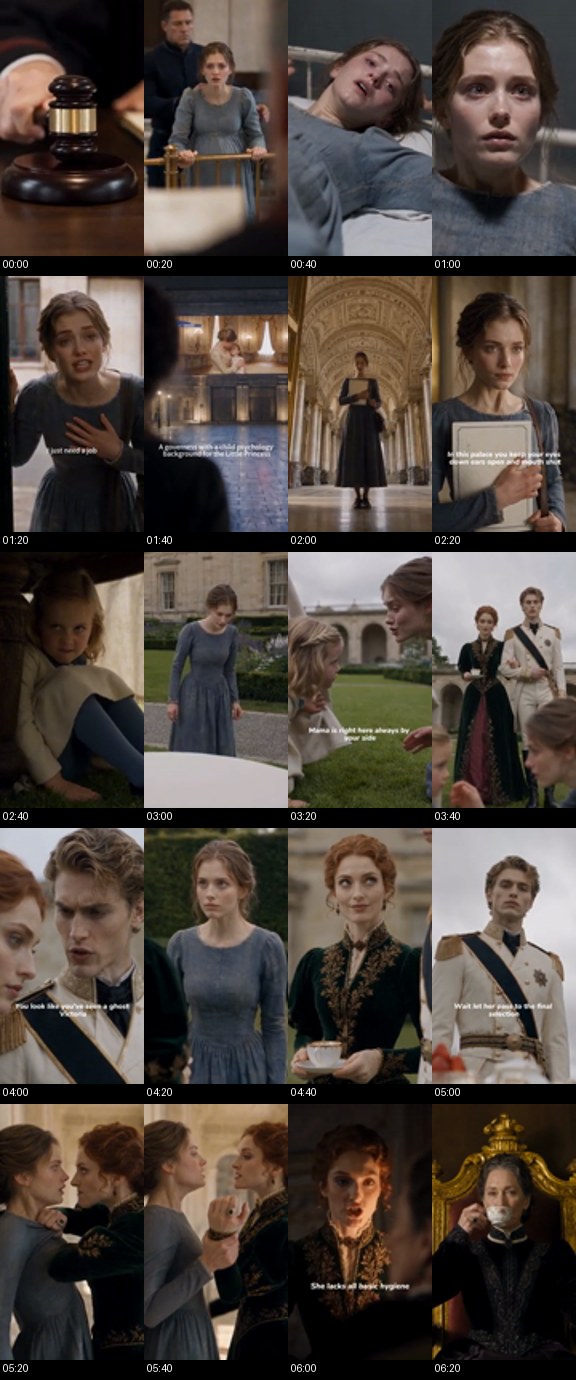 00:00
00:20
00:40
01:00
I just need a job
A governess with a child psychology
background for the Little Princess
In this palace you keep your eyes
down ears open and mouth shut
01:20
01:40
02:00
02:20
Mama is right here always by
your side
02:40
03:00
03:20
03:40
You look like you've seen a ghost
Victoria
Wait let her pass to the final
selection
04:00
04:20
04:40
05:00
She lacks all basic hygiene
05:20
05:40
06:00
06:20